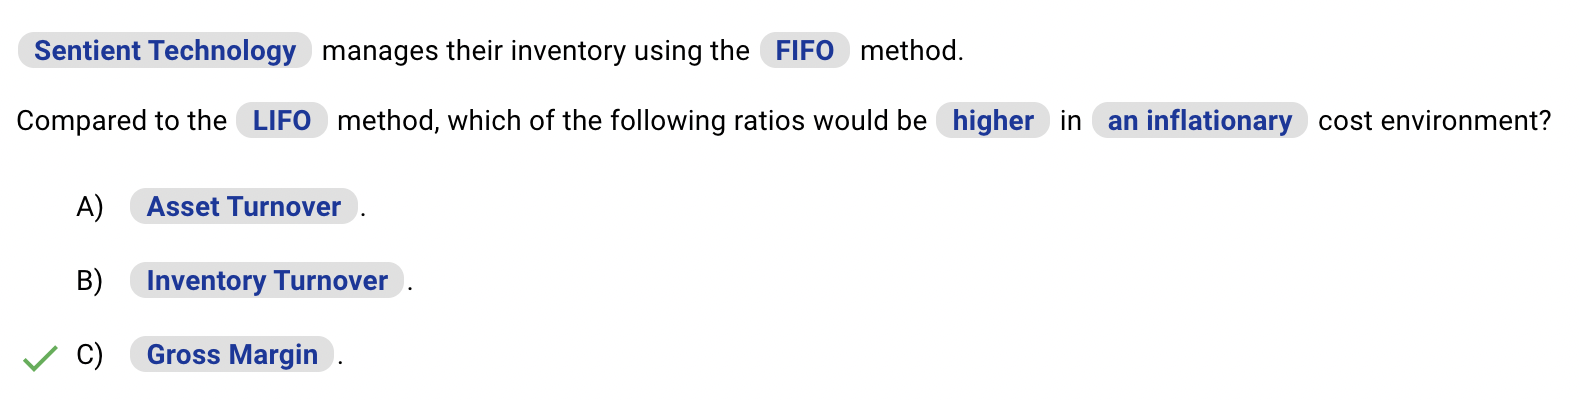 Sentient Technology manages their inventory using the FIFO method.
Compared to the LIFO method, which of the following ratios would be higher in an inflationary cost environment?
A) Asset Turnover .
B) Inventory Turnover .
C) Gross Margin .